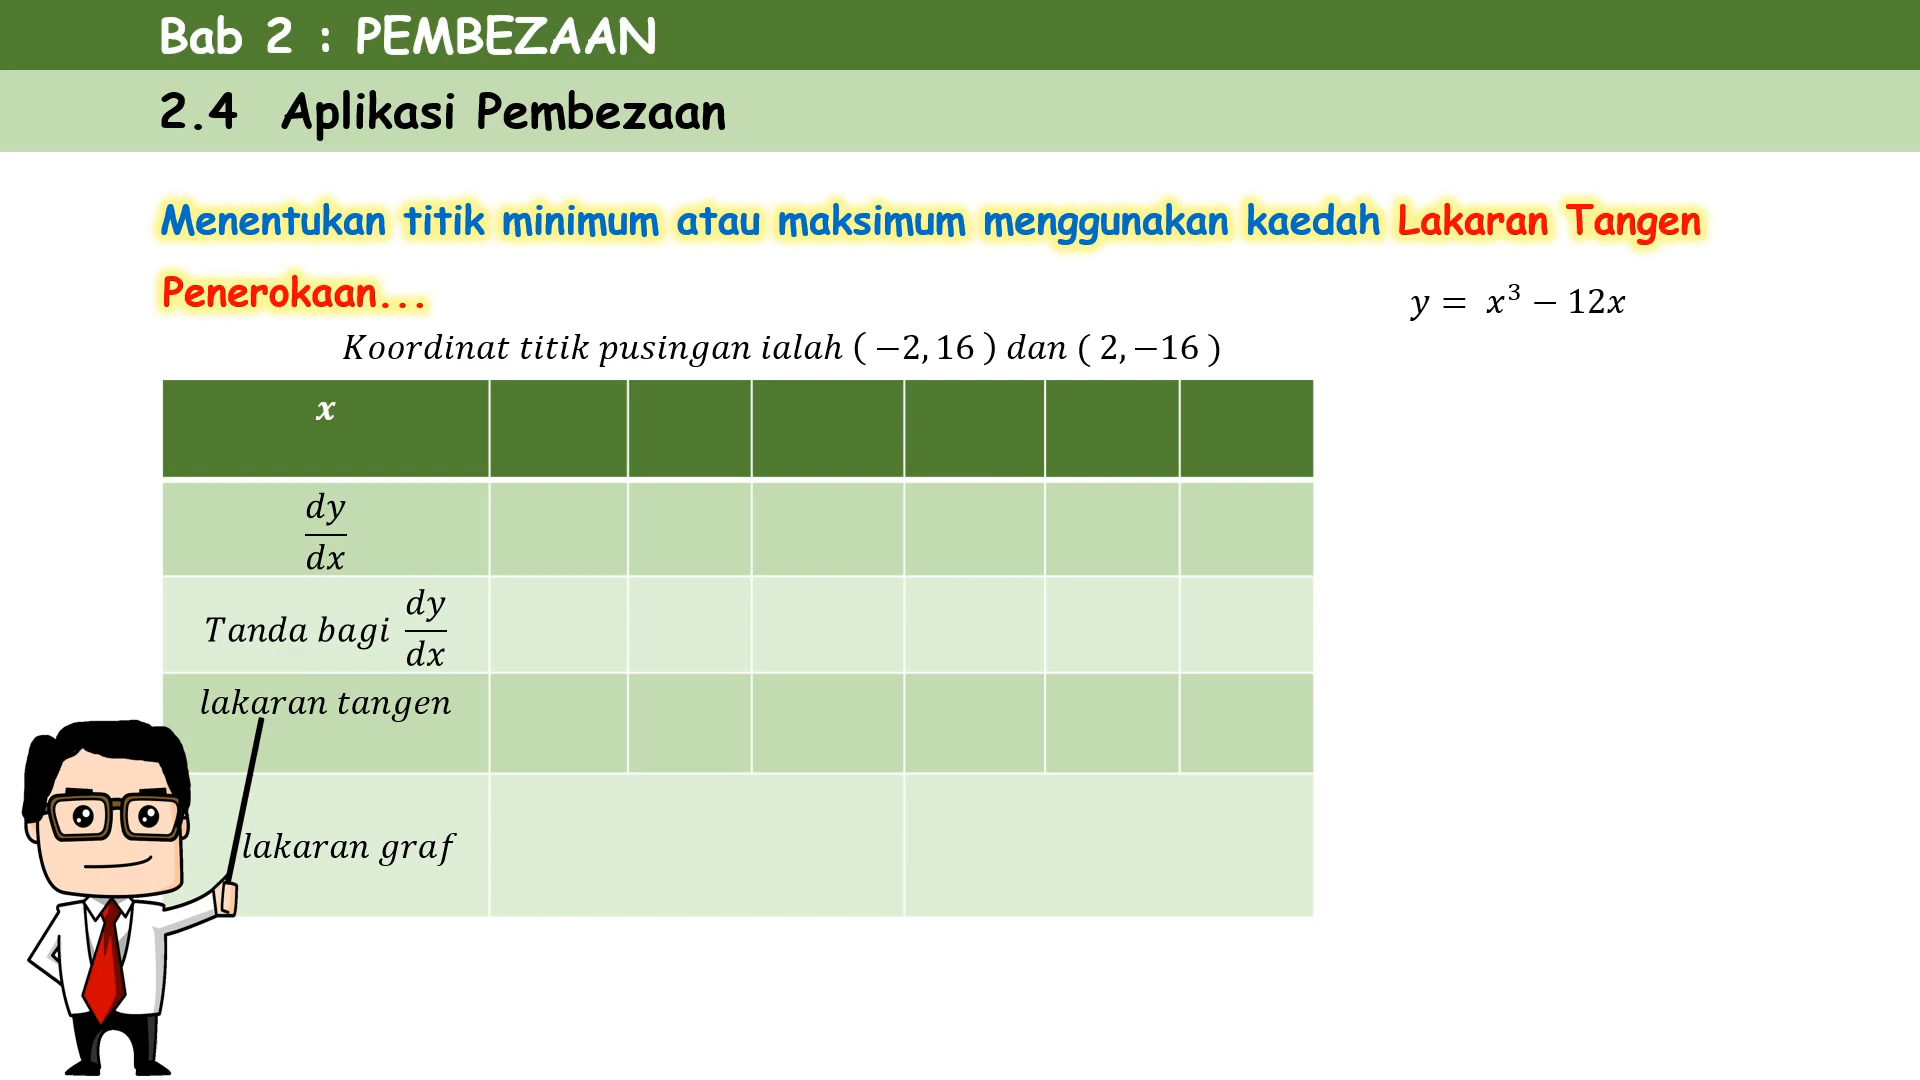 Bab 2 : PEMBEZAAN
2.4 Aplikasi Pembezaan
Menentukan titik minimum atau maksimum menggunakan kaedah Lakaran Tangen
Penerokaan...
y = x³ − 12x
Koordinat titik pusingan ialah ( −2, 16 ) dan ( 2, −16 )
x
dy/dx
Tanda bagi dy/dx
lakaran tangen
lakaran graf